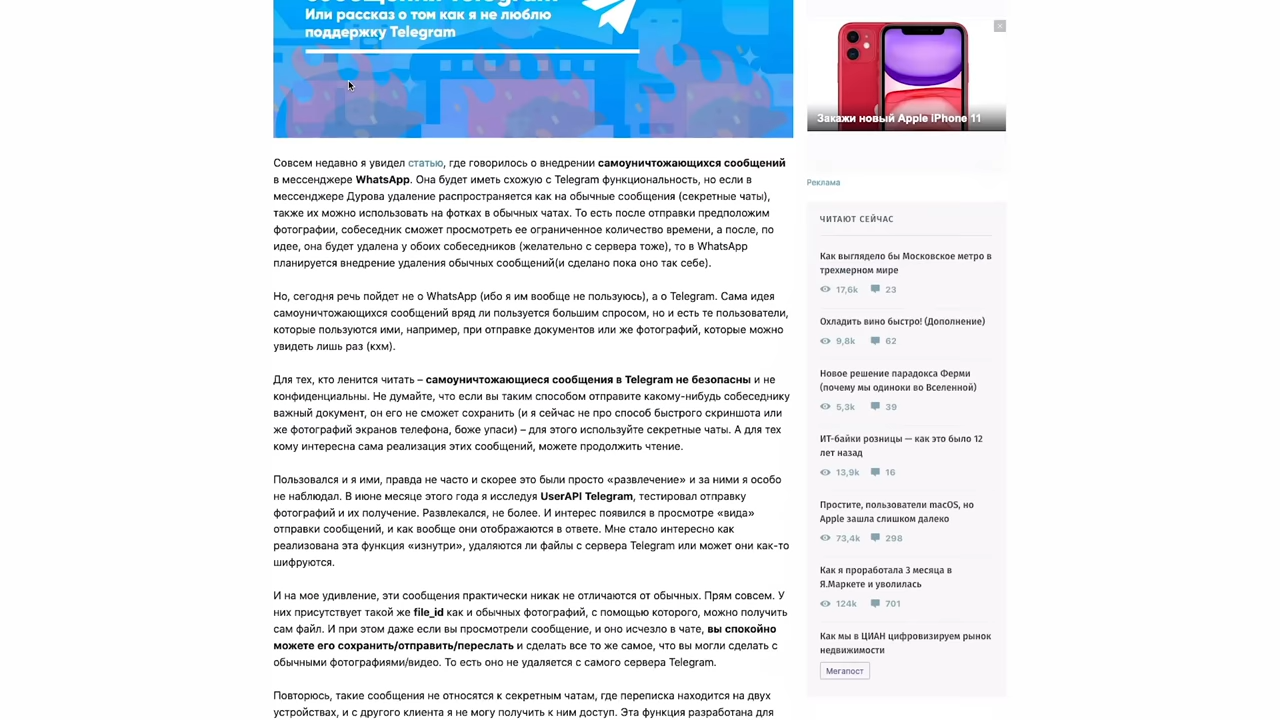 сообщения Telegram
Или рассказ о том как я не люблю
поддержку Telegram
Закажи новый Apple iPhone 11
Реклама
Совсем недавно я увидел статью, где говорилось о внедрении самоуничтожающихся сообщений
в мессенджере WhatsApp. Она будет иметь схожую с Telegram функциональность, но если в
мессенджере Дурова удаление распространяется как на обычные сообщения (секретные чаты),
также их можно использовать на фотках в обычных чатах. То есть после отправки предположим
фотографии, собеседник сможет просмотреть ее ограниченное количество времени, а после, по
идее, она будет удалена у обоих собеседников (желательно с сервера тоже), то в WhatsApp
планируется внедрение удаления обычных сообщений(и сделано пока оно так себе).
Но, сегодня речь пойдет не о WhatsApp (ибо я им вообще не пользуюсь), а о Telegram. Сама идея
самоуничтожающихся сообщений вряд ли пользуется большим спросом, но и есть те пользователи,
которые пользуются ими, например, при отправке документов или же фотографий, которые можно
увидеть лишь раз (кхм).
Для тех, кто ленится читать – самоуничтожающиеся сообщения в Telegram не безопасны и не
конфиденциальны. Не думайте, что если вы таким способом отправите какому-нибудь собеседнику
важный документ, он его не сможет сохранить (и я сейчас не про способ быстрого скриншота или
же фотографий экранов телефона, боже упаси) – для этого используйте секретные чаты. А для тех
кому интересна сама реализация этих сообщений, можете продолжить чтение.
Пользовался и я ими, правда не часто и скорее это были просто «развлечение» и за ними я особо
не наблюдал. В июне месяце этого года я исследуя UserAPI Telegram, тестировал отправку
фотографий и их получение. Развлекался, не более. И интерес появился в просмотре «вида»
отправки сообщений, и как вообще они отображаются в ответе. Мне стало интересно как
реализована эта функция «изнутри», удаляются ли файлы с сервера Telegram или может они как-то
шифруются.
И на мое удивление, эти сообщения практически никак не отличаются от обычных. Прям совсем. У
них присутствует такой же file_id как и обычных фотографий, с помощью которого, можно получить
сам файл. И при этом даже если вы просмотрели сообщение, и оно исчезло в чате, вы спокойно
можете его сохранить/отправить/переслать и сделать все то же самое, что вы могли сделать с
обычными фотографиями/видео. То есть оно не удаляется с самого сервера Telegram.
Повторюсь, такие сообщения не относятся к секретным чатам, где переписка находится на двух
устройствах, и с другого клиента я не могу получить к ним доступ. Эта функция разработана для
ЧИТАЮТ СЕЙЧАС
Как выглядело бы Московское метро в
трехмерном мире
17,6k 23
Охладить вино быстро! (Дополнение)
9,8k 62
Новое решение парадокса Ферми
(почему мы одиноки во Вселенной)
5,3k 39
ИТ-байки розницы — как это было 12
лет назад
13,9k 16
Простите, пользователи macOS, но
Apple зашла слишком далеко
73,4k 298
Как я проработала 3 месяца в
Я.Маркете и уволилась
124k 701
Как мы в ЦИАН цифровизируем рынок
недвижимости
Мегапост